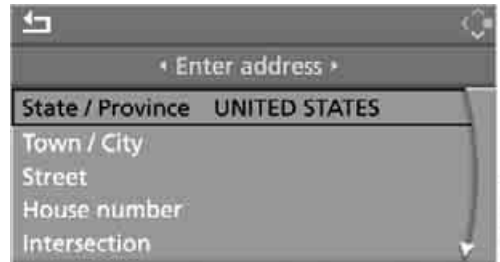 Enter address
State / Province UNITED STATES
Town / City
Street
House number
Intersection